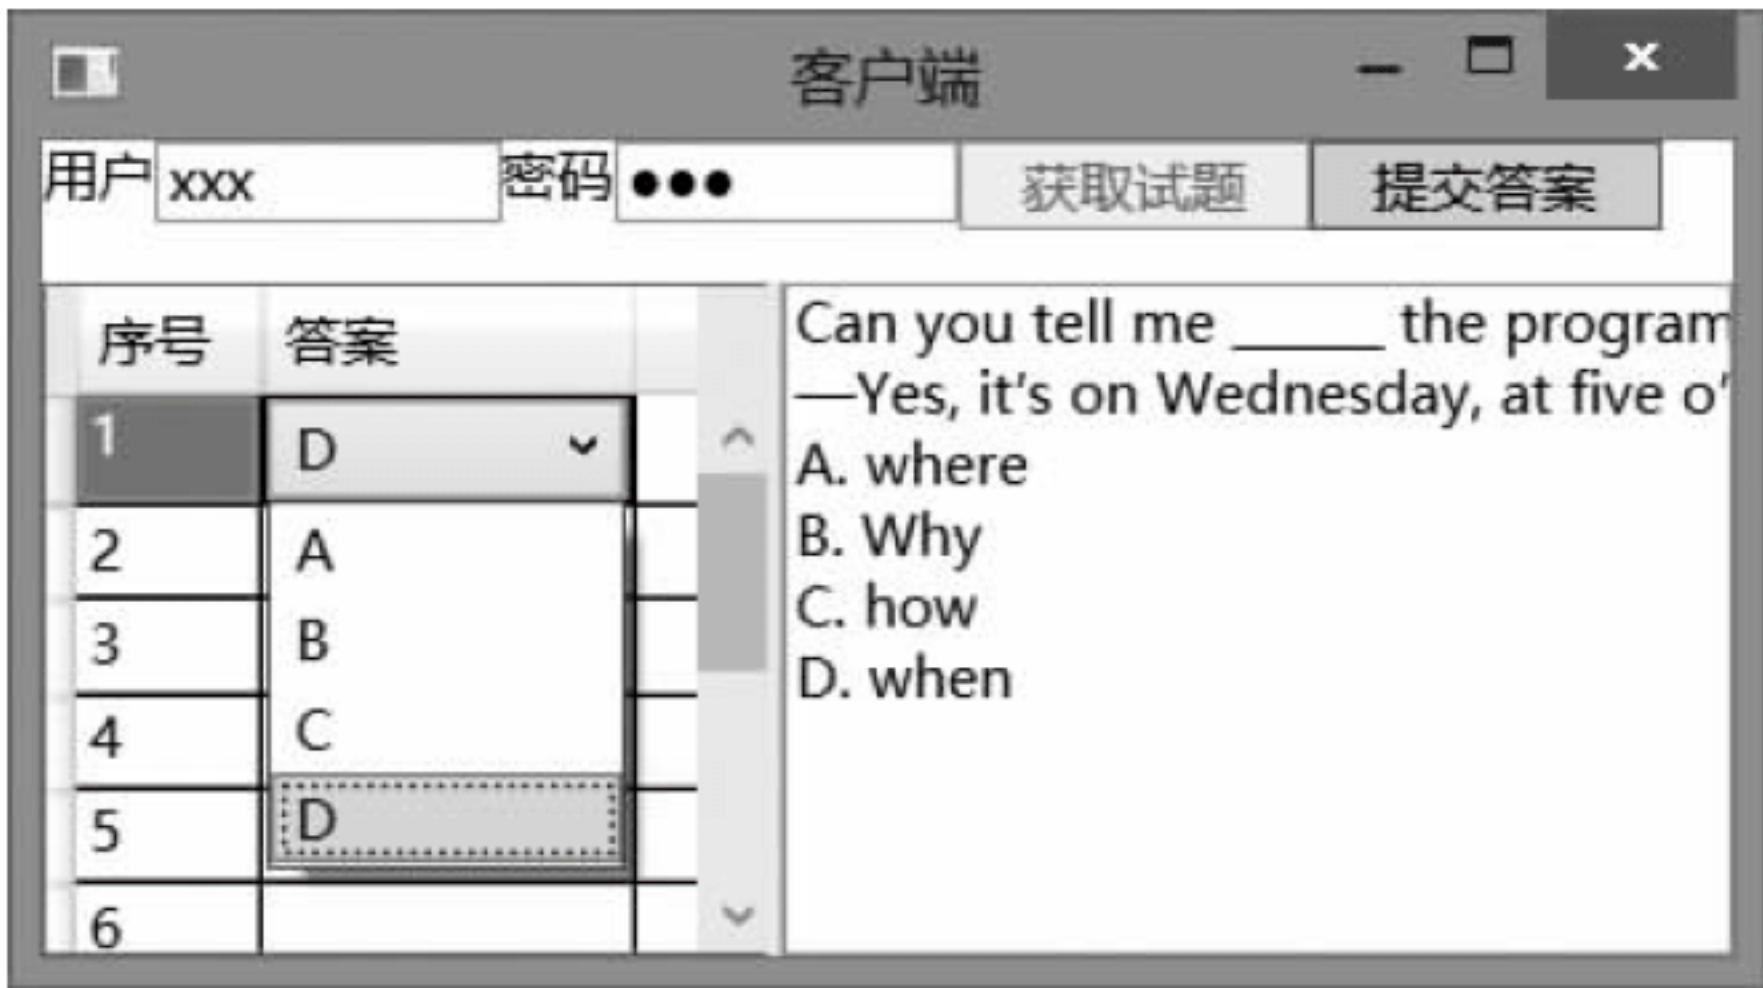 客户端
用户 xxx 密码 ●●● 获取试题 提交答案
序号 答案
1 D
2
3
4
5
6
A
B
C
D
Can you tell me ______ the program
—Yes, it's on Wednesday, at five o'
A. where
B. Why
C. how
D. when